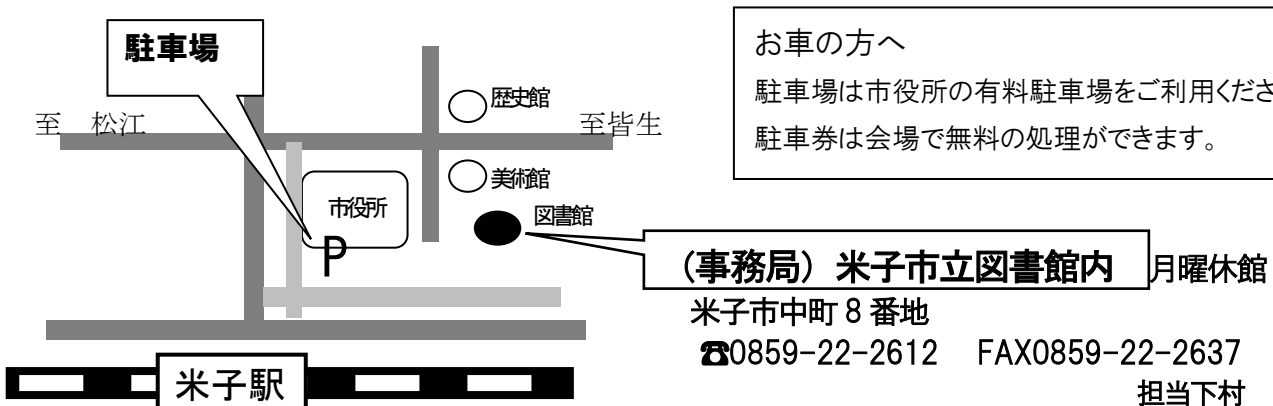 駐車場
お車の方へ
駐車場は市役所の有料駐車場をご利用くださ
駐車券は会場で無料の処理ができます。
歴史館
至 松江
至皆生
美術館
市役所
図書館
P
(事務局) 米子市立図書館内 月曜休館
米子市中町 8 番地
☎0859-22-2612 FAX0859-22-2637
米子駅
担当下村